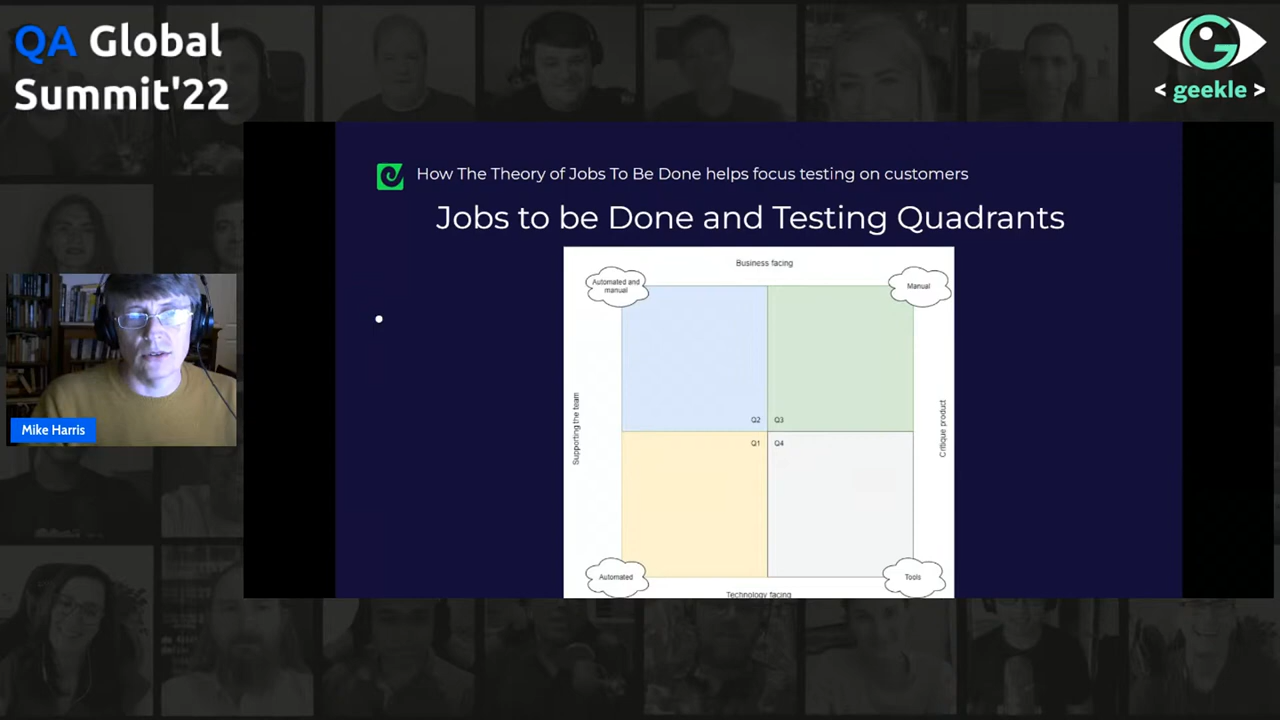 QA Global
Summit'22
geekle
< geekle >
How The Theory of Jobs To Be Done helps focus testing on customers
Jobs to be Done and Testing Quadrants
Business facing
Automated and
manual
Manual
Supporting the team
Critique product
Q2
Q3
Q1
Q4
Automated
Tools
Technology facing
Mike Harris